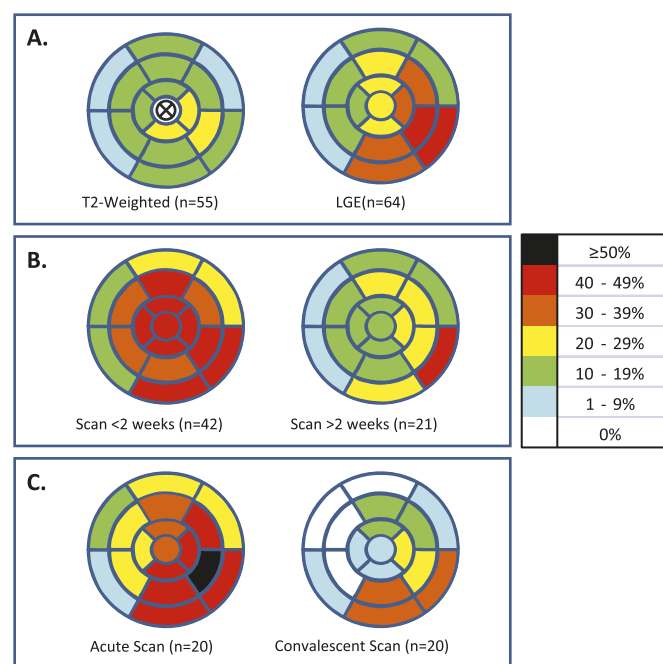 A.
T2-Weighted (n=55)
LGE(n=64)
B.
Scan <2 weeks (n=42)
Scan >2 weeks (n=21)
≥50%
40 - 49%
30 - 39%
20 - 29%
10 - 19%
1 - 9%
0%
C.
Acute Scan (n=20)
Convalescent Scan (n=20)